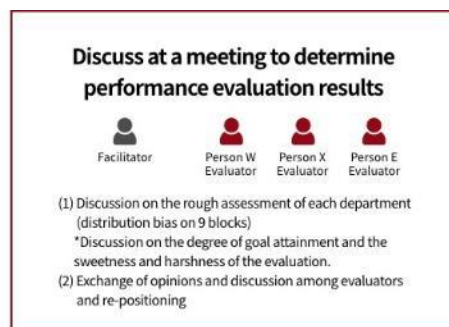 Discuss at a meeting to determine
performance evaluation results
Facilitator
Person W
Evaluator
Person X
Evaluator
Person E
Evaluator
(1) Discussion on the rough assessment of each department
(distribution bias on 9 blocks)
*Discussion on the degree of goal attainment and the
sweetness and harshness of the evaluation.
(2) Exchange of opinions and discussion among evaluators
and re-positioning